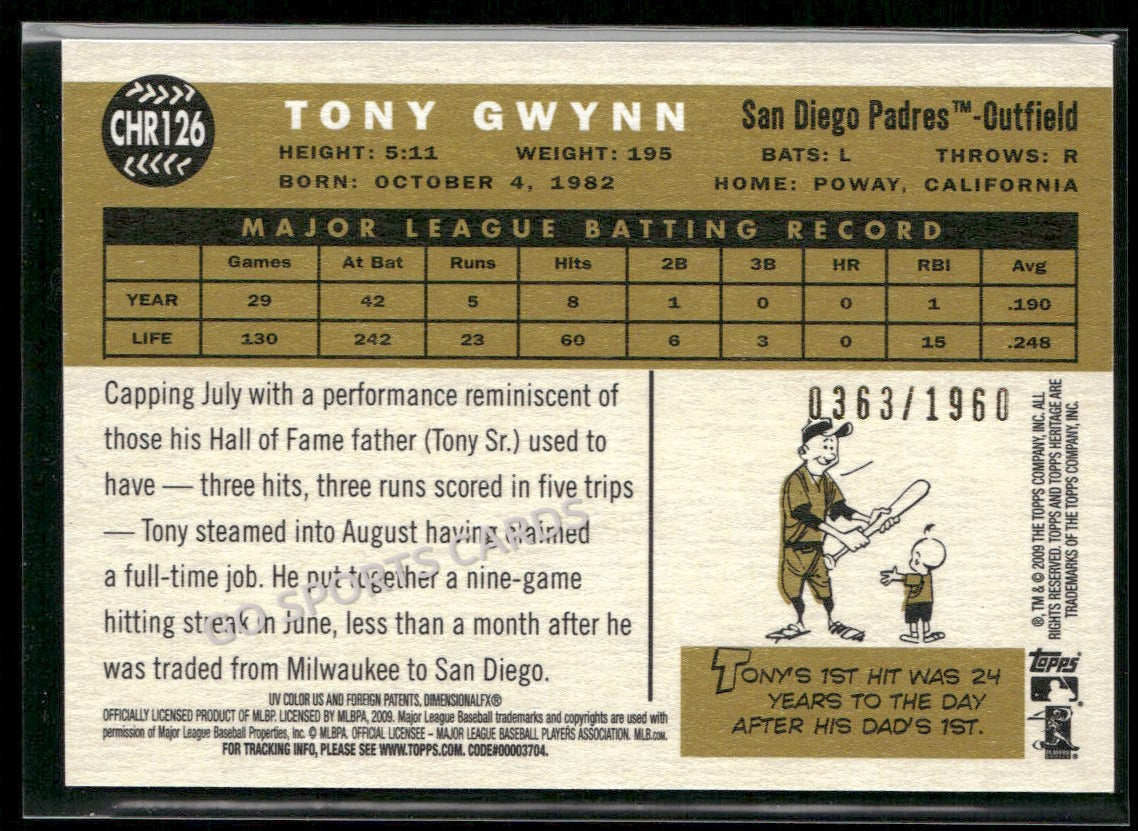 CHR126
TONY GWYNN
San Diego Padres™-Outfield
HEIGHT: 5:11 WEIGHT: 195 BATS: L THROWS: R
BORN: OCTOBER 4, 1982 HOME: POWAY, CALIFORNIA
MAJOR LEAGUE BATTING RECORD
Games At Bat Runs Hits 2B 3B HR RBI Avg
YEAR 29 42 5 8 1 0 0 1 .190
LIFE 130 242 23 60 6 3 0 15 .248
Capping July with a performance reminiscent of
those his Hall of Fame father (Tony Sr.) used to
have — three hits, three runs scored in five trips
— Tony steamed into August having claimed
a full-time job. He put together a nine-game
hitting streak in June, less than a month after he
was traded from Milwaukee to San Diego.
GO SPORTS CARDS
UV COLOR US AND FOREIGN PATENTS, DIMENSIONALFX®
OFFICIALLY LICENSED PRODUCT OF MLBP. LICENSED BY MLBPA, 2009. Major League Baseball trademarks and copyrights are used with
permission of Major League Baseball Properties, Inc. © MLBPA. OFFICIAL LICENSEE – MAJOR LEAGUE BASEBALL PLAYERS ASSOCIATION. MLB.com.
FOR TRACKING INFO, PLEASE SEE WWW.TOPPS.COM. CODE#00003704.
0363/1960
TONY'S 1ST HIT WAS 24
YEARS TO THE DAY
AFTER HIS DAD'S 1ST.
®, TM & © 2009 THE TOPPS COMPANY, INC. ALL
RIGHTS RESERVED. TOPPS AND TOPPS HERITAGE ARE
TRADEMARKS OF THE TOPPS COMPANY, INC.
Topps